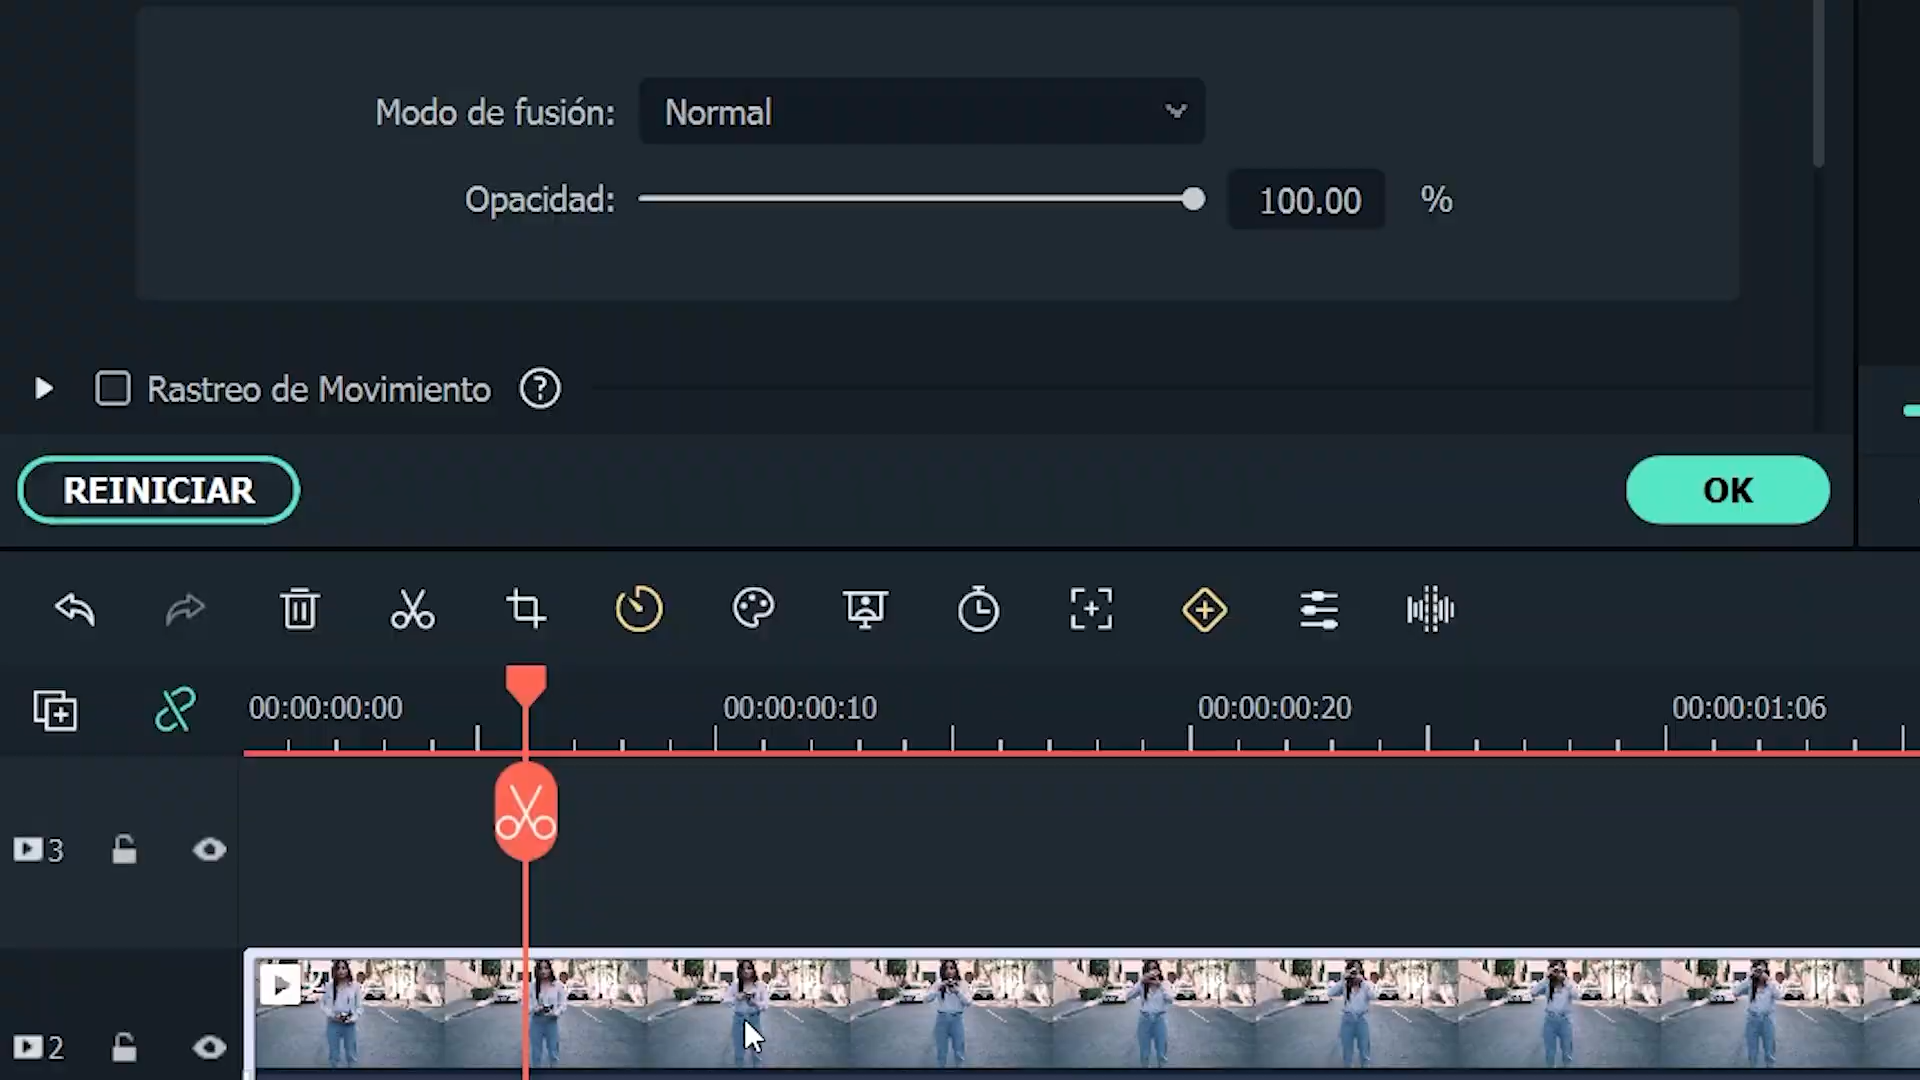 Modo de fusión: Normal
Opacidad: 100.00 %
Rastreo de Movimiento ?
REINICIAR OK
00:00:00:00 00:00:00:10 00:00:00:20 00:00:01:06
3
2